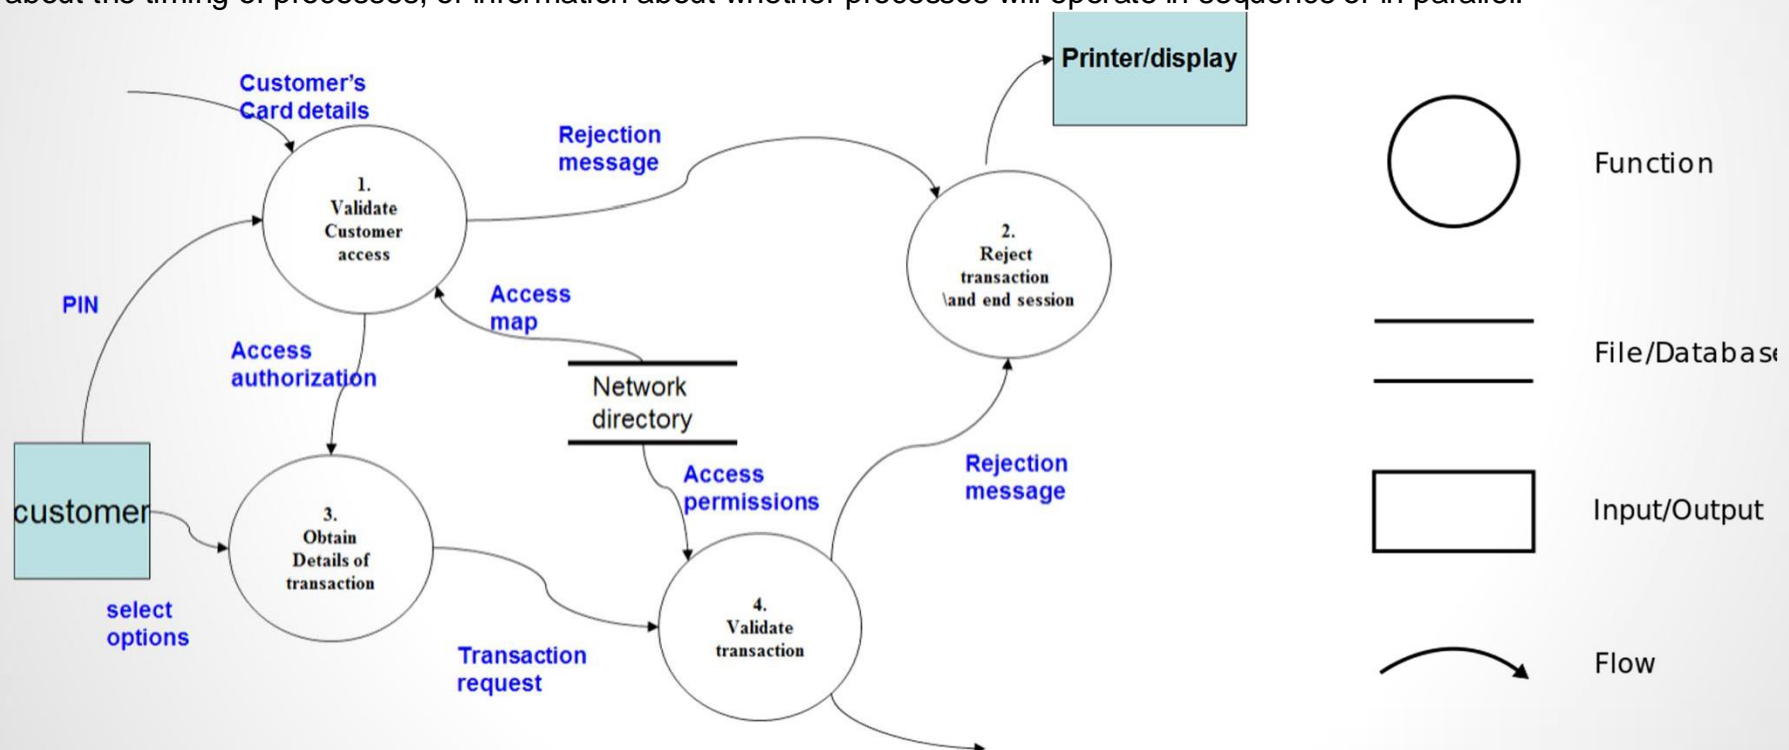 about the timing of processes, or information about whether processes will operate in sequence or in parallel.
Printer/display
Customer's
Card details
Rejection
message
1.
Validate
Customer
access
Function
2.
Reject
transaction
\and end session
PIN
Access
map
Access
authorization
Network
directory
File/Database
Access
permissions
Rejection
message
customer
3.
Obtain
Details of
transaction
Input/Output
select
options
4.
Validate
transaction
Transaction
request
Flow